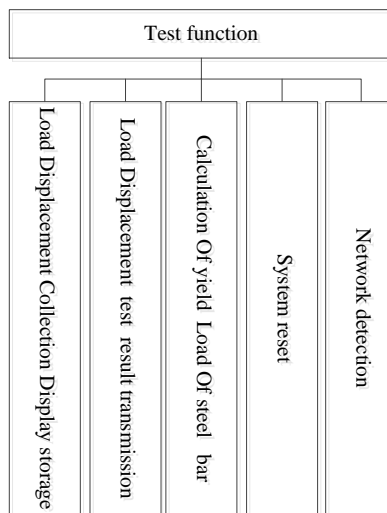 Test function
Load Displacement Collection Display storage
Load Displacement test result transmission
Calculation Of yield Load Of steel bar
System reset
Network detection